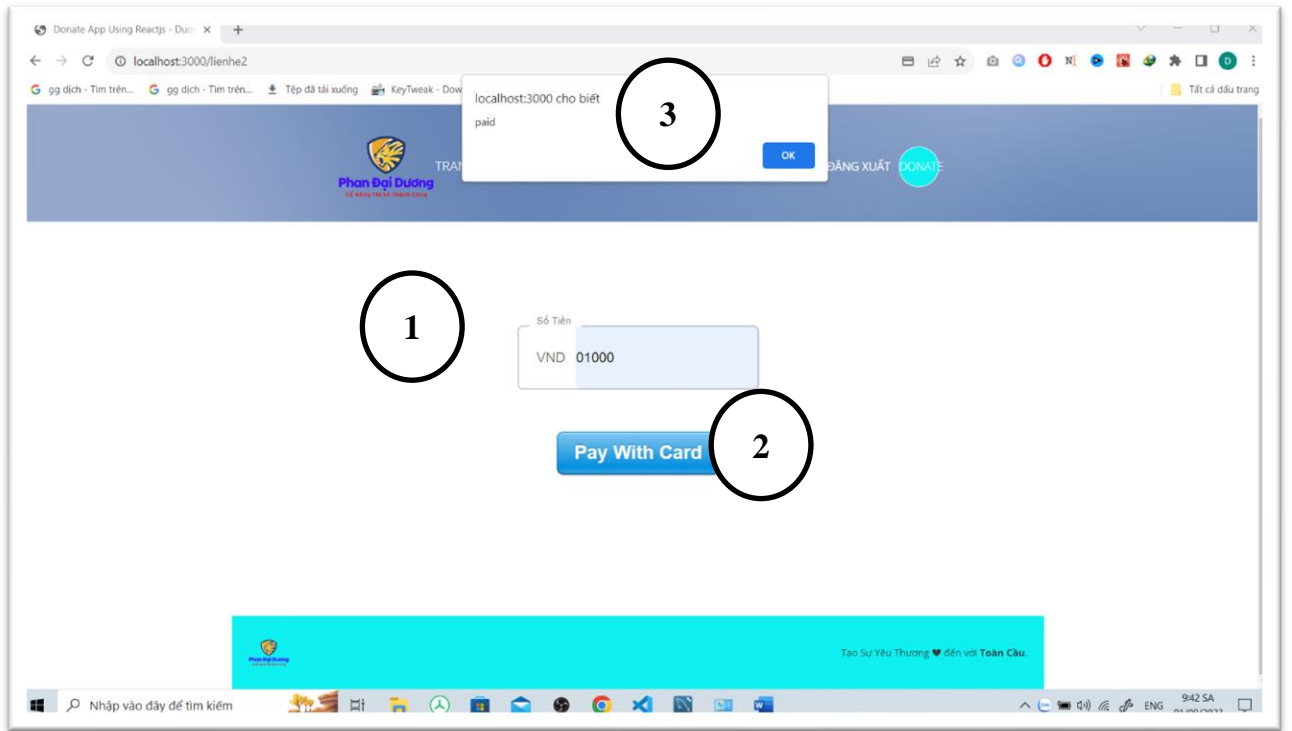 Donate App Using Reactjs - Duo
localhost:3000/lienhe2
gg dịch - Tìm trên... gg dịch - Tìm trên... Tệp đã tải xuống KeyTweak - Dow Tất cả dấu trang
localhost:3000 cho biết
paid
OK
3
TRAN ĐĂNG XUẤT DONATE
Phan Đại Dương
1
Số Tiền
VND 01000
Pay With Card
2
Phan Đại Dương
Tạo Sự Yêu Thương ❤ đến với Toàn Cầu.
Nhập vào đây để tìm kiếm
ENG
9:42 SA